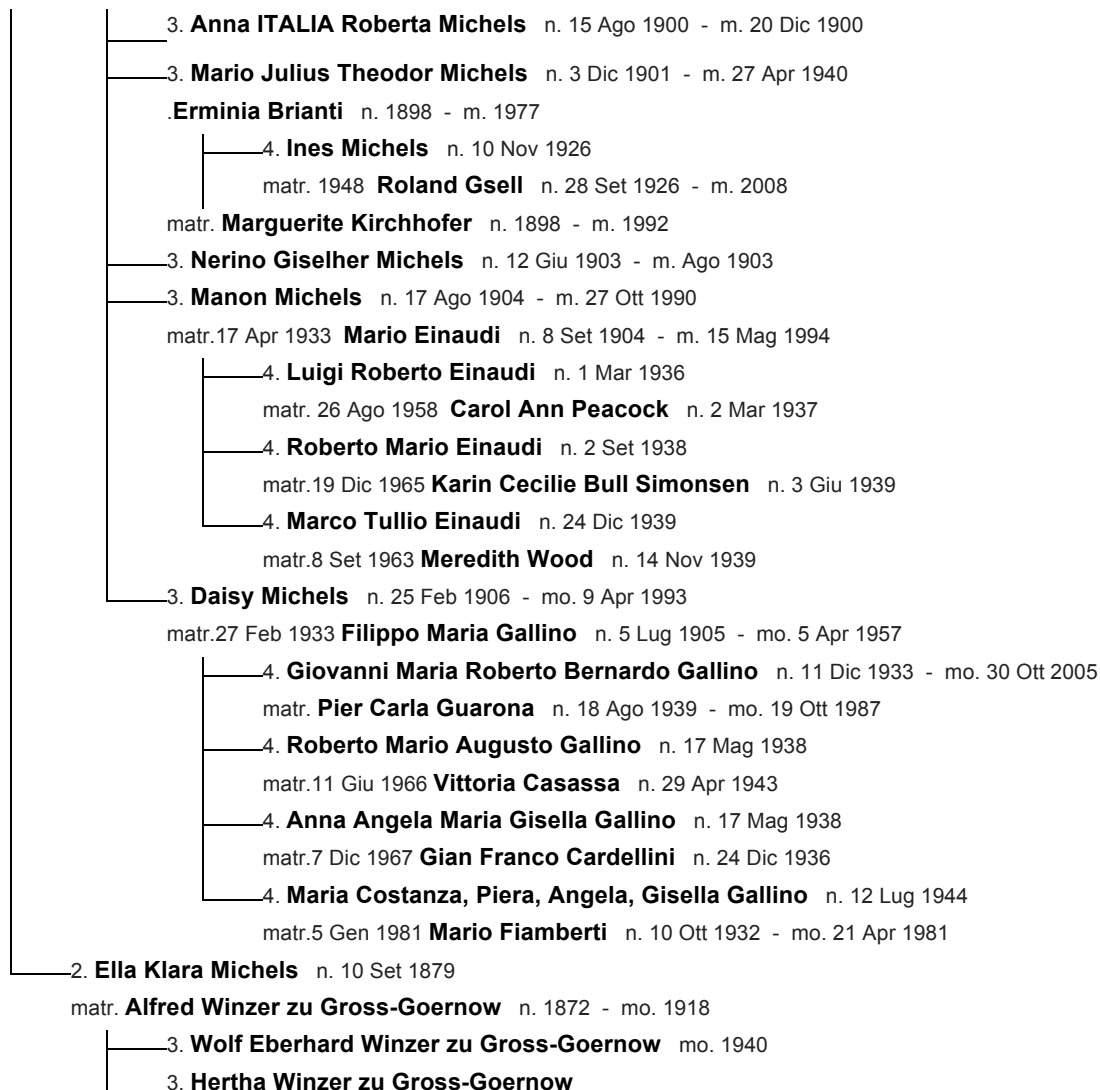 3. Anna ITALIA Roberta Michels n. 15 Ago 1900 - m. 20 Dic 1900
3. Mario Julius Theodor Michels n. 3 Dic 1901 - m. 27 Apr 1940
.Erminia Brianti n. 1898 - m. 1977
4. Ines Michels n. 10 Nov 1926
matr. 1948 Roland Gsell n. 28 Set 1926 - m. 2008
matr. Marguerite Kirchhofer n. 1898 - m. 1992
3. Nerino Giselher Michels n. 12 Giu 1903 - m. Ago 1903
3. Manon Michels n. 17 Ago 1904 - m. 27 Ott 1990
matr.17 Apr 1933 Mario Einaudi n. 8 Set 1904 - m. 15 Mag 1994
4. Luigi Roberto Einaudi n. 1 Mar 1936
matr. 26 Ago 1958 Carol Ann Peacock n. 2 Mar 1937
4. Roberto Mario Einaudi n. 2 Set 1938
matr.19 Dic 1965 Karin Cecilie Bull Simonsen n. 3 Giu 1939
4. Marco Tullio Einaudi n. 24 Dic 1939
matr.8 Set 1963 Meredith Wood n. 14 Nov 1939
3. Daisy Michels n. 25 Feb 1906 - mo. 9 Apr 1993
matr.27 Feb 1933 Filippo Maria Gallino n. 5 Lug 1905 - mo. 5 Apr 1957
4. Giovanni Maria Roberto Bernardo Gallino n. 11 Dic 1933 - mo. 30 Ott 2005
matr. Pier Carla Guarona n. 18 Ago 1939 - mo. 19 Ott 1987
4. Roberto Mario Augusto Gallino n. 17 Mag 1938
matr.11 Giu 1966 Vittoria Casassa n. 29 Apr 1943
4. Anna Angela Maria Gisella Gallino n. 17 Mag 1938
matr.7 Dic 1967 Gian Franco Cardellini n. 24 Dic 1936
4. Maria Costanza, Piera, Angela, Gisella Gallino n. 12 Lug 1944
matr.5 Gen 1981 Mario Fiamberti n. 10 Ott 1932 - mo. 21 Apr 1981
2. Ella Klara Michels n. 10 Set 1879
matr. Alfred Winzer zu Gross-Goernow n. 1872 - mo. 1918
3. Wolf Eberhard Winzer zu Gross-Goernow mo. 1940
3. Hertha Winzer zu Gross-Goernow